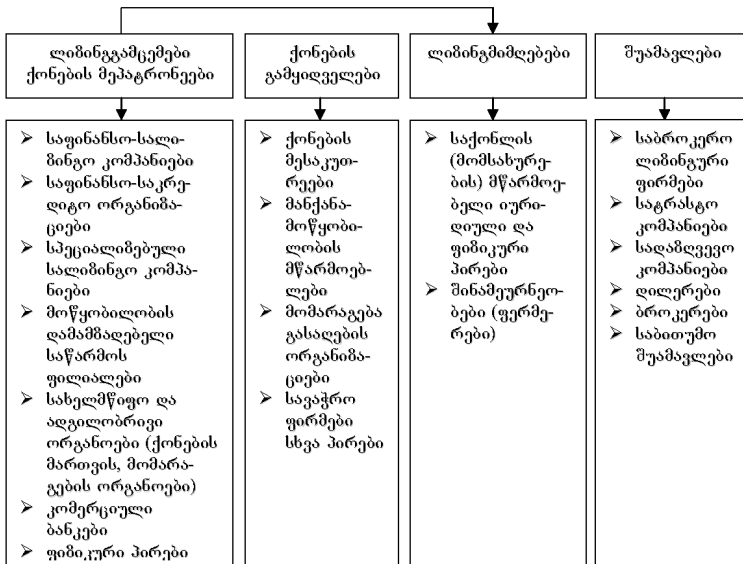 ლიზინგგამცემები
ქონების მეპატრონეები
ქონების
გამყიდველები
ლიზინგმიმღებები
შუამავლები
➢ საფინანსო-სალი-
ზინგო კომპანიები
➢ საფინანსო-საკრე-
დიტო ორგანიზა-
ციები
➢ სპეციალიზებული
სალიზინგო კომპა-
ნიები
➢ მოწყობილობის
დამამზადებელი
საწარმოს
ფილიალები
➢ სახელმწიფო და
ადგილობრივი
ორგანოები (ქონების
მართვის, მომარა-
გების ორგანოები)
➢ კომერციული
ბანკები
➢ ფიზიკური პირები
➢ ქონების
მესაკუთ-
რეები
➢ მანქანა-
მოწყობი-
ლობის
მწარმოებ-
ლები
➢ მომარაგება
გასაღების
ორგანიზა-
ციები
➢ სავაჭრო
ფირმები
სხვა პირები
➢ საქონლის
(მომსახურე-
ბის) მწარმოე-
ბელი იური-
დიული და
ფიზიკური
პირები
➢ შინამეურნეო-
ბები (ფერმე-
რები)
➢ საბროკერო
ლიზინგური
ფირმები
➢ სატრასტო
კომპანიები
➢ სადაზღვევო
კომპანიები
➢ დილერები
➢ ბროკერები
➢ საბითუმო
შუამავლები